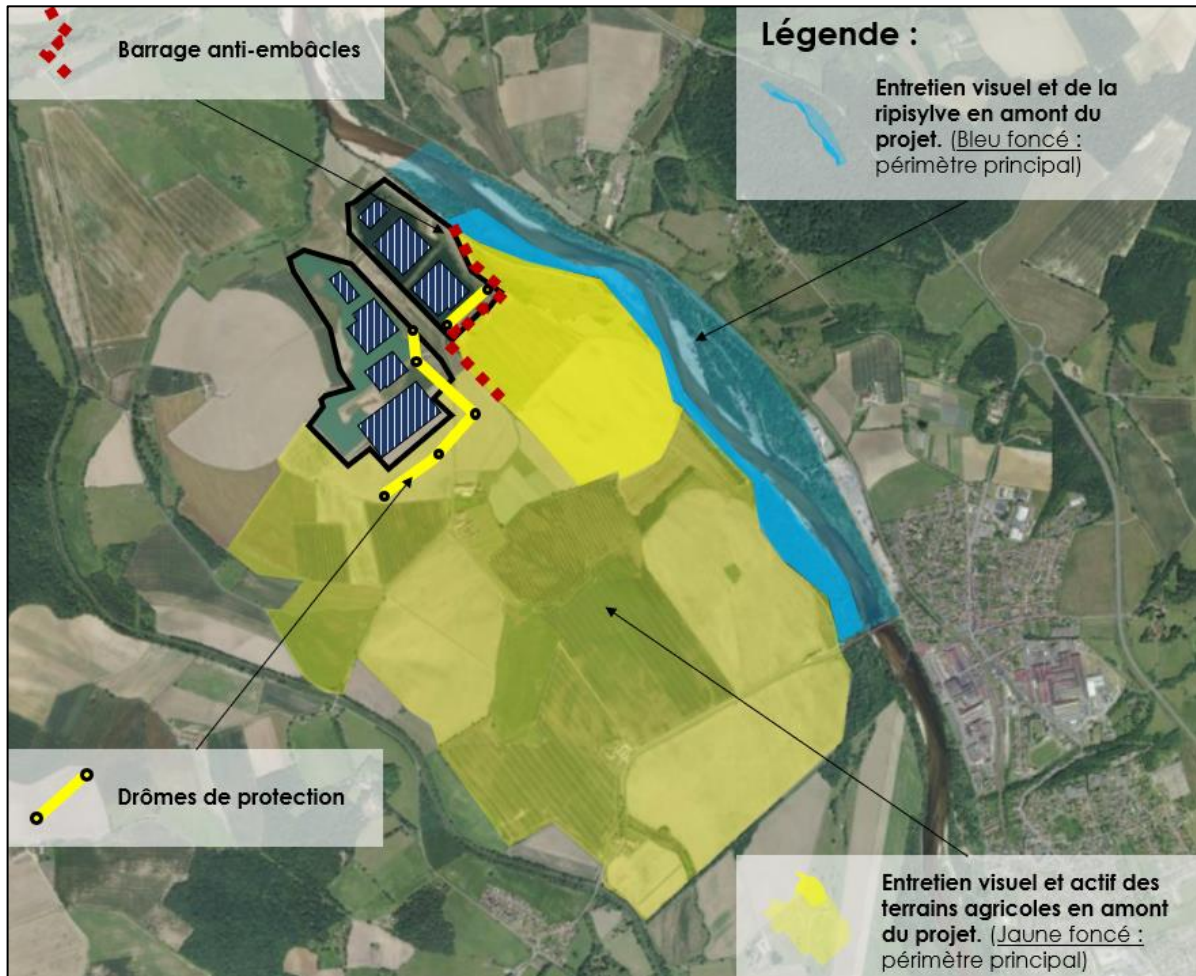 Barrage anti-embâcles
Légende :
Entretien visuel et de la
ripisylve en amont du
projet. (Bleu foncé :
périmètre principal)
Drômes de protection
Entretien visuel et actif des
terrains agricoles en amont
du projet. (Jaune foncé :
périmètre principal)